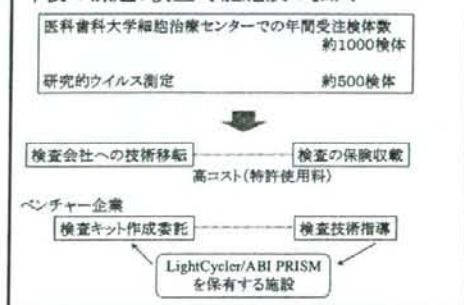 医科歯科大学細胞治療センターでの年間受注検体数
約1000検体
研究的ウイルス測定 約500検体
検査会社への技術移転 検査の保険収載
高コスト(特許使用料)
ベンチャー企業
検査キット作成委託 検査技術指導
LightCycler/ABI PRISM
を保有する施設